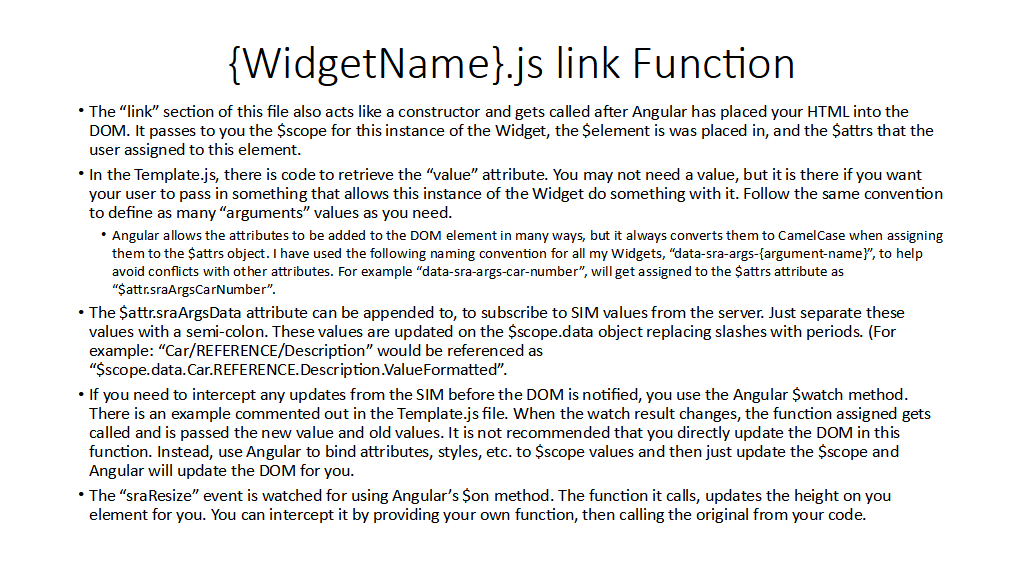 {WidgetName}.js link Function
• The “link” section of this file also acts like a constructor and gets called after Angular has placed your HTML into the
DOM. It passes to you the $scope for this instance of the Widget, the $element is was placed in, and the $attrs that the
user assigned to this element.
• In the Template.js, there is code to retrieve the “value” attribute. You may not need a value, but it is there if you want
your user to pass in something that allows this instance of the Widget do something with it. Follow the same convention
to define as many “arguments” values as you need.
• Angular allows the attributes to be added to the DOM element in many ways, but it always converts them to CamelCase when assigning
them to the $attrs object. I have used the following naming convention for all my Widgets, “data-sra-args-{argument-name}”, to help
avoid conflicts with other attributes. For example “data-sra-args-car-number”, will get assigned to the $attrs attribute as
“$attr.sraArgsCarNumber”.
• The $attr.sraArgsData attribute can be appended to, to subscribe to SIM values from the server. Just separate these
values with a semi-colon. These values are updated on the $scope.data object replacing slashes with periods. (For
example: “Car/REFERENCE/Description” would be referenced as
“$scope.data.Car.REFERENCE.Description.ValueFormatted”.
• If you need to intercept any updates from the SIM before the DOM is notified, you use the Angular $watch method.
There is an example commented out in the Template.js file. When the watch result changes, the function assigned gets
called and is passed the new value and old values. It is not recommended that you directly update the DOM in this
function. Instead, use Angular to bind attributes, styles, etc. to $scope values and then just update the $scope and
Angular will update the DOM for you.
• The “sraResize” event is watched for using Angular’s $on method. The function it calls, updates the height on you
element for you. You can intercept it by providing your own function, then calling the original from your code.